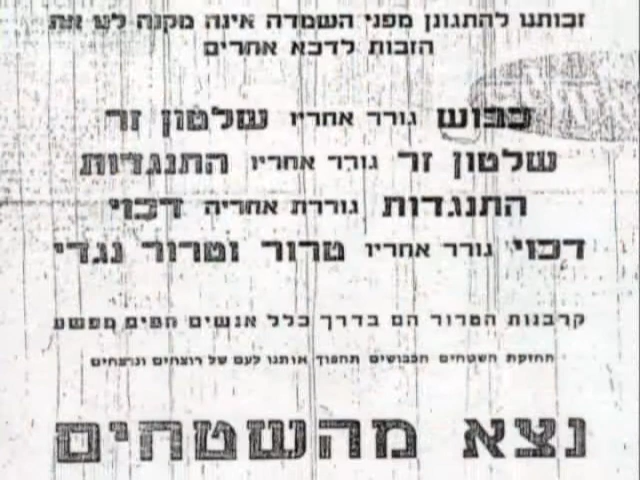 זכותנו להתגונן מפני השמדה אינה מקנה לנו את
הזכות לדכא אחרים
כבוש גורר אחריו שלטון זר
שלטון זר גורר אחריו התנגדות
התנגדות גוררת אחריה דכוי
דכוי גורר אחריו טרור וטרור נגדי
קרבנות הטרור הם בדרך כלל אנשים חפים מפשע
החזקת השטחים הכבושים תהפוך אותנו לעם של רוצחים ונרצחים
נצא מהשטחים